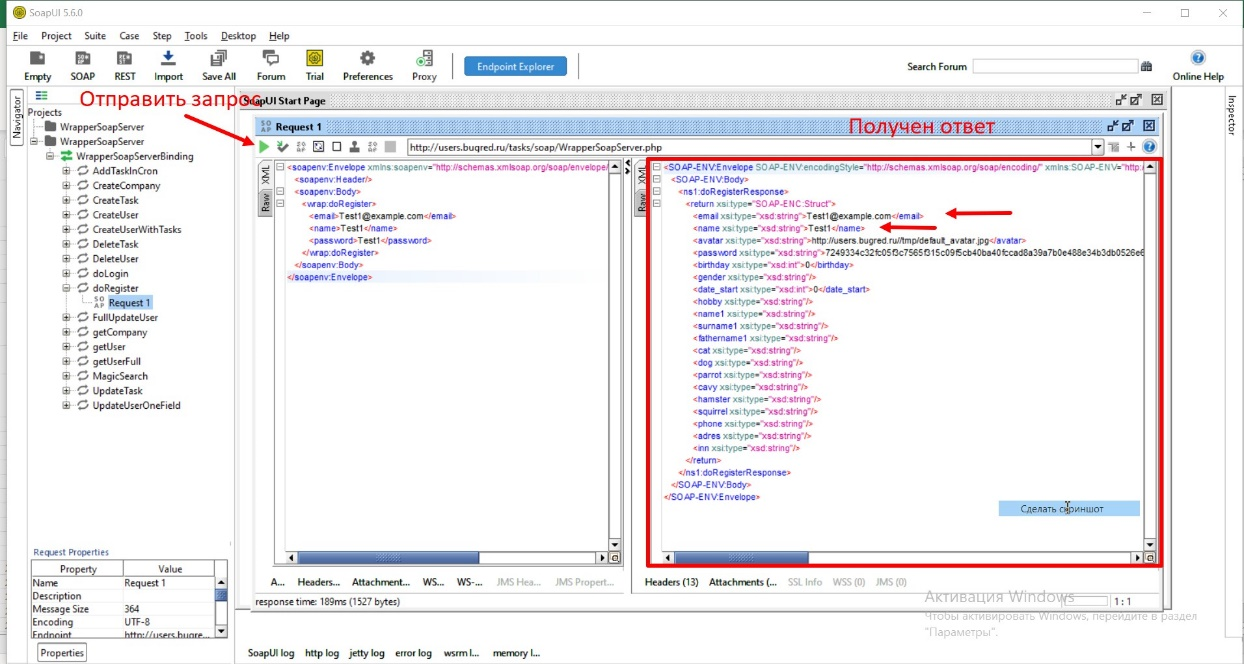 SoapUI 5.6.0
File Project Suite Case Step Tools Desktop Help
Empty SOAP REST Import Save All Forum Trial Preferences Proxy Endpoint Explorer Search Forum Online Help
Navigator
Projects
WrapperSoapServer
WrapperSoapServer
WrapperSoapServerBinding
AddTaskInCron
CreateCompany
CreateTask
CreateUser
CreateUserWithTasks
DeleteTask
DeleteUser
doLogin
doRegister
Request 1
FullUpdateUser
getCompany
getUser
getUserFull
MagicSearch
UpdateTask
UpdateUserOneField
Request Properties
Property Value
Name Request 1
Description
Message Size 364
Encoding UTF-8
Endpoint http://users.bugre...
Properties
Отправить запрос
SoapUI Start Page
Request 1
Получен ответ
http://users.bugred.ru/tasks/soap/WrapperSoapServer.php
XML
Raw
<soapenv:Envelope xmlns:soapenv="http://schemas.xmlsoap.org/soap/envelope/
<soapenv:Header/>
<soapenv:Body>
<wrap:doRegister>
<email>Test1@example.com</email>
<name>Test1</name>
<password>Test1</password>
</wrap:doRegister>
</soapenv:Body>
</soapenv:Envelope>
XML
Raw
<SOAP-ENV:Envelope SOAP-ENV:encodingStyle="http://schemas.xmlsoap.org/soap/encoding/" xmlns:SOAP-ENV="http:
<SOAP-ENV:Body>
<ns1:doRegisterResponse>
<return xsi:type="SOAP-ENC:Struct">
<email xsi:type="xsd:string">Test1@example.com</email>
<name xsi:type="xsd:string">Test1</name>
<avatar xsi:type="xsd:string">http://users.bugred.ru//tmp/default_avatar.jpg</avatar>
<password xsi:type="xsd:string">
<birthday xsi:type="xsd:int">0</birthday>
<gender xsi:type="xsd:string"/>
<date_start xsi:type="xsd:int">0</date_start>
<hobby xsi:type="xsd:string"/>
<name1 xsi:type="xsd:string"/>
<surname1 xsi:type="xsd:string"/>
<fathername1 xsi:type="xsd:string"/>
<cat xsi:type="xsd:string"/>
<dog xsi:type="xsd:string"/>
<parrot xsi:type="xsd:string"/>
<cavy xsi:type="xsd:string"/>
<hamster xsi:type="xsd:string"/>
<squirrel xsi:type="xsd:string"/>
<phone xsi:type="xsd:string"/>
<adres xsi:type="xsd:string"/>
<inn xsi:type="xsd:string"/>
</return>
</ns1:doRegisterResponse>
</SOAP-ENV:Body>
</SOAP-ENV:Envelope>
Сделать скриншот
A... Headers... Attachment... WS... WS-... JMS Hea... JMS Propert...
Headers (13) Attachments (... SSL Info WSS (0) JMS (0)
response time: 189ms (1527 bytes)
1 : 1
Inspector
Активация Windows
Чтобы активировать Windows, перейдите в раздел
"Параметры".
SoapUI log http log jetty log error log wsrm l... memory l...